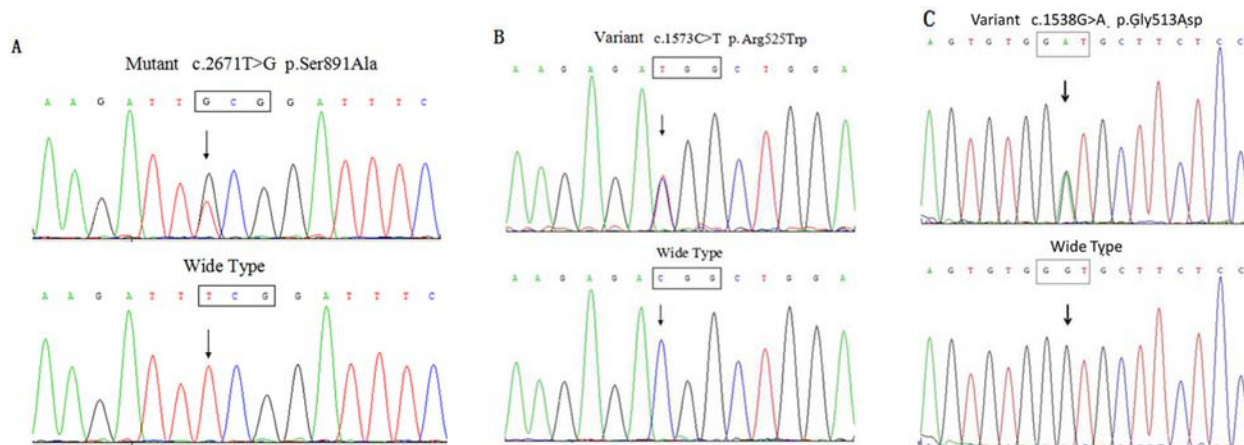 A
Mutant c.2671T>G p.Ser891Ala
A A G A T T G C G G A T T T C
Wide Type
A A G A T T T C G G A T T T C
B
Variant c.1573C>T p.Arg525Trp
A A G A G A T G G C T G G A
Wide Type
A A G A G A C G G C T G G A
C
Variant c.1538G>A p.Gly513Asp
A G T G T G G A T G C T T C T C C
Wide Type
A G T G T G G G T G C T T C T C C